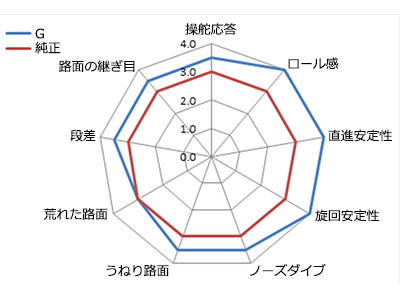 G
純正
操舵応答
ロール感
直進安定性
旋回安定性
ノーズダイブ
うねり路面
荒れた路面
段差
路面の継ぎ目
4.0
3.0
2.0
1.0
0.0